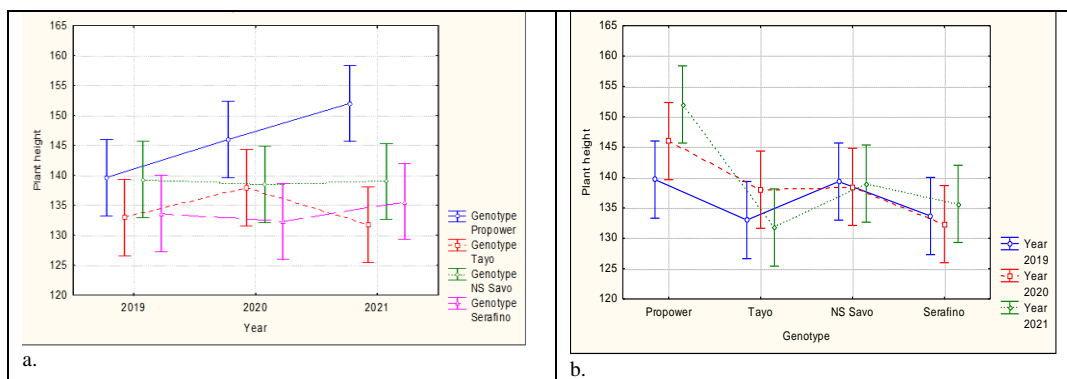 165
160
155
150
145
140
135
130
125
120
Plant height
2019
2020
2021
Year
Genotype
Propower
Genotype
Tayo
Genotype
NS Savo
Genotype
Serafino
a.
165
160
155
150
145
140
135
130
125
120
Plant height
Propower
Tayo
NS Savo
Serafino
Genotype
Year
2019
Year
2020
Year
2021
b.